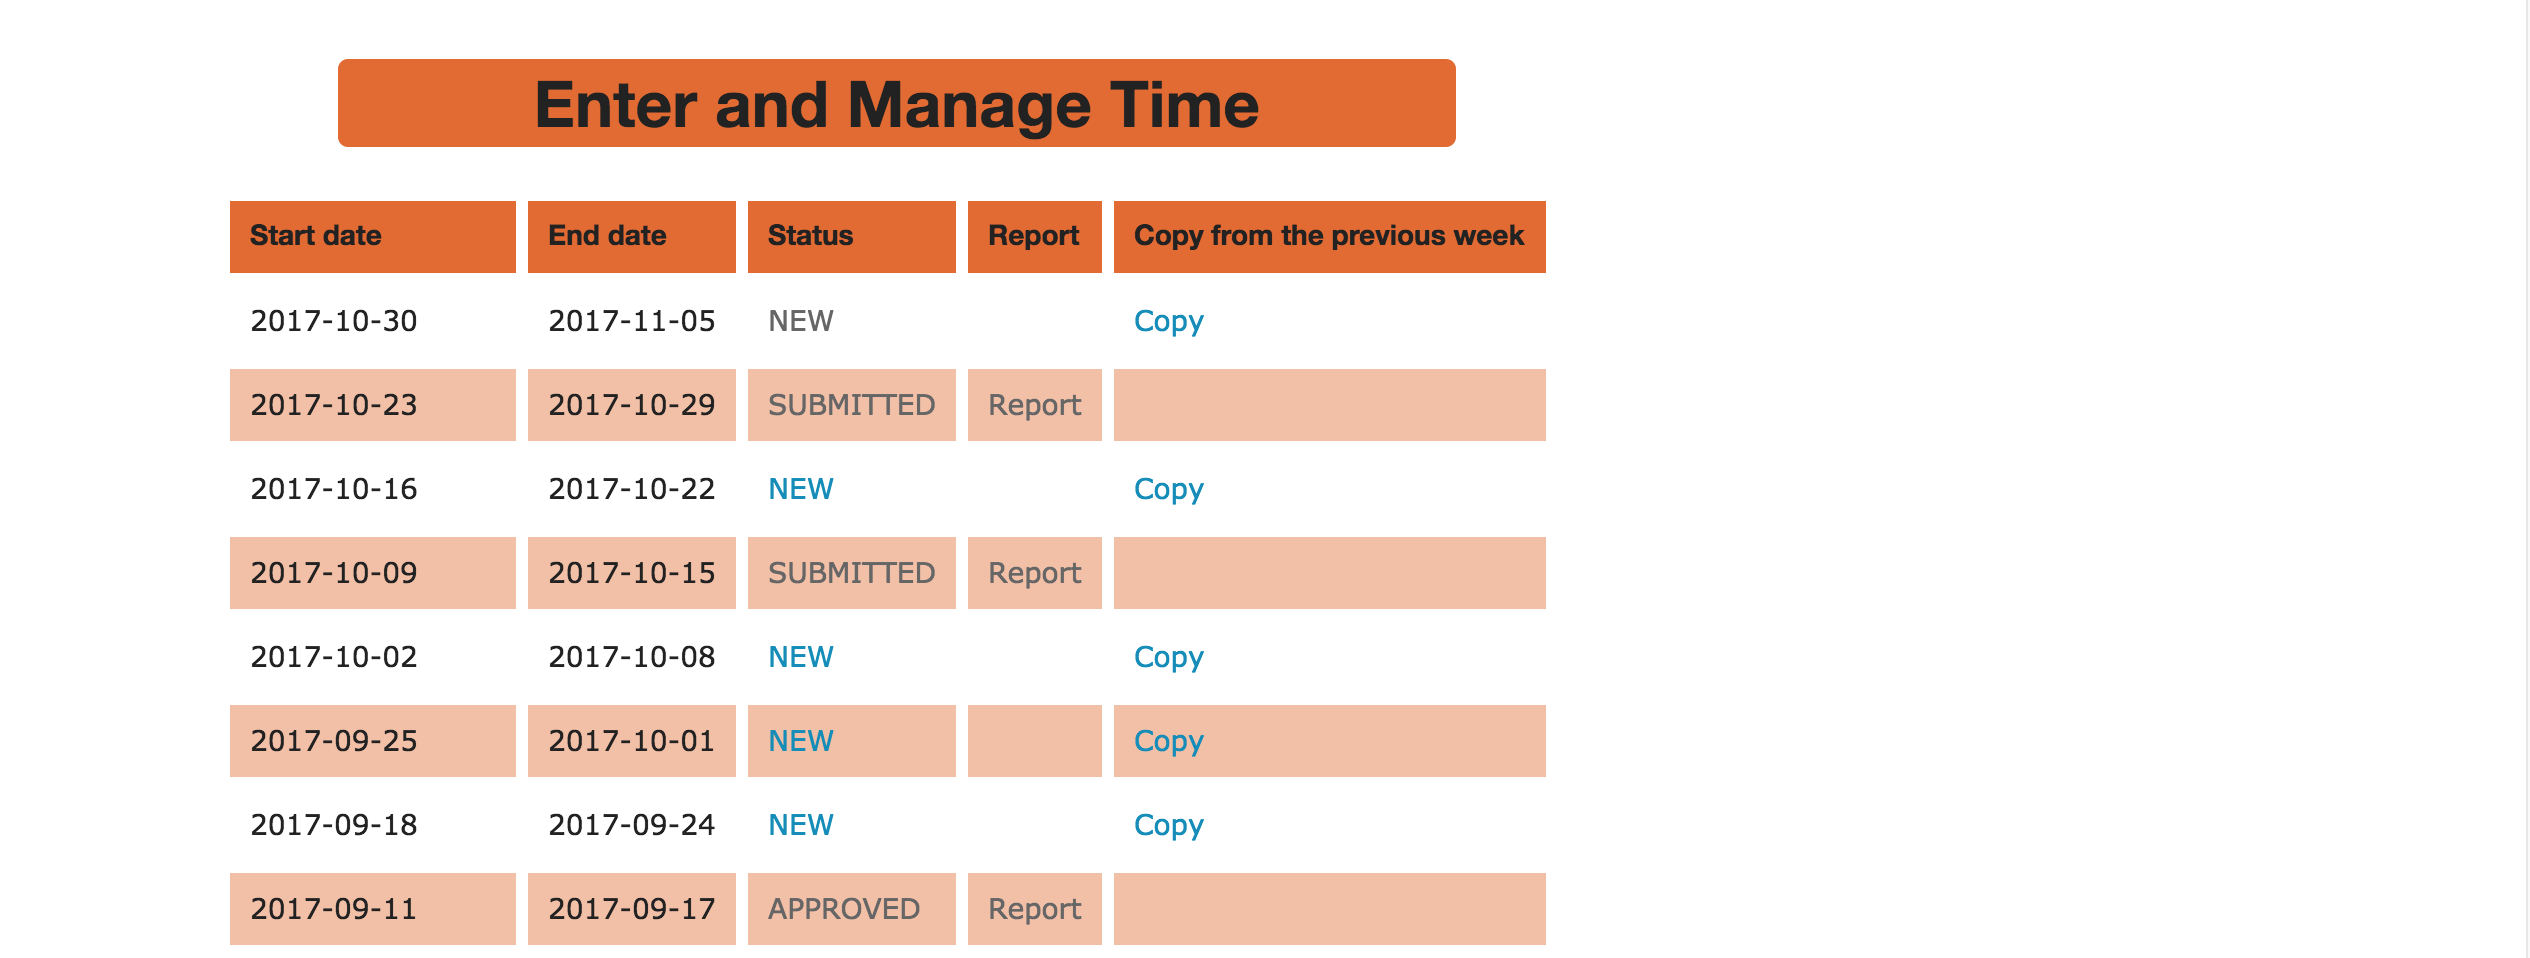 Enter and Manage Time
Start date End date Status Report Copy from the previous week
2017-10-30 2017-11-05 NEW Copy
2017-10-23 2017-10-29 SUBMITTED Report
2017-10-16 2017-10-22 NEW Copy
2017-10-09 2017-10-15 SUBMITTED Report
2017-10-02 2017-10-08 NEW Copy
2017-09-25 2017-10-01 NEW Copy
2017-09-18 2017-09-24 NEW Copy
2017-09-11 2017-09-17 APPROVED Report